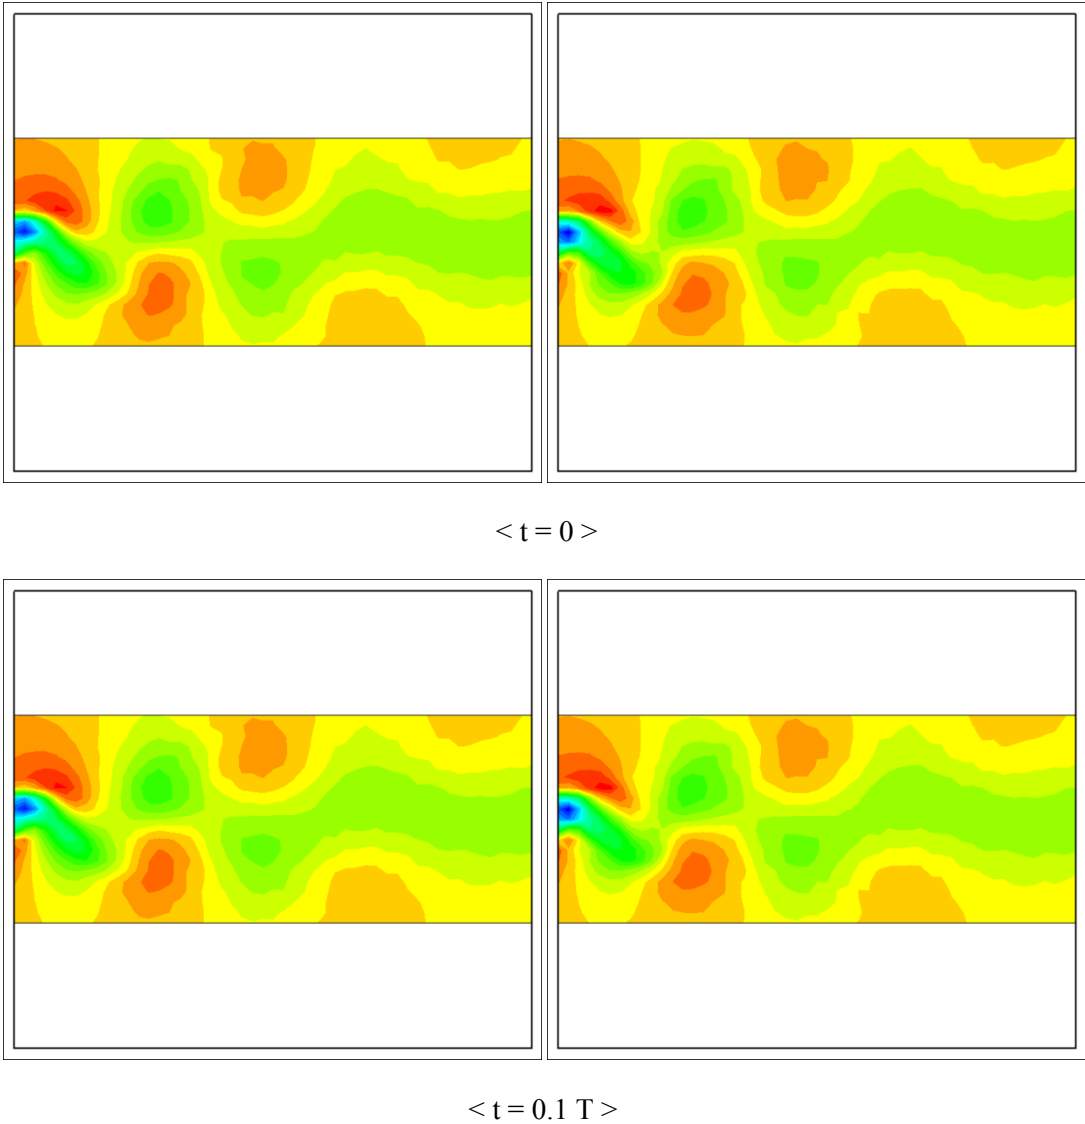 < t = 0 >
< t = 0.1 T >